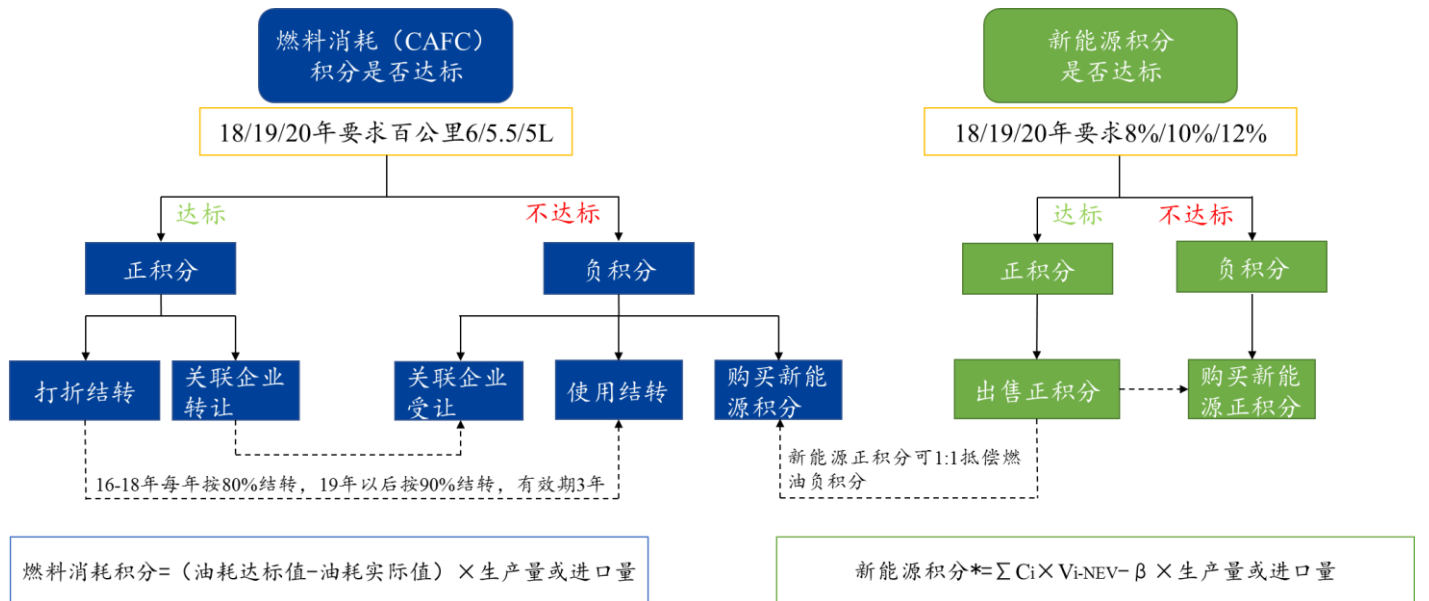 燃料消耗（CAFC）
积分是否达标
新能源积分
是否达标
18/19/20年要求百公里6/5.5/5L
18/19/20年要求8%/10%/12%
达标
不达标
达标
不达标
正积分
负积分
正积分
负积分
打折结转
关联企业
转让
关联企业
受让
使用结转
购买新能
源积分
出售正积分
购买新能
源正积分
16-18年每年按80%结转，19年以后按90%结转，有效期3年
新能源正积分可1:1抵偿燃
油负积分
燃料消耗积分=（油耗达标值-油耗实际值）×生产量或进口量
新能源积分*=∑Ci×Vi-NEV-β×生产量或进口量